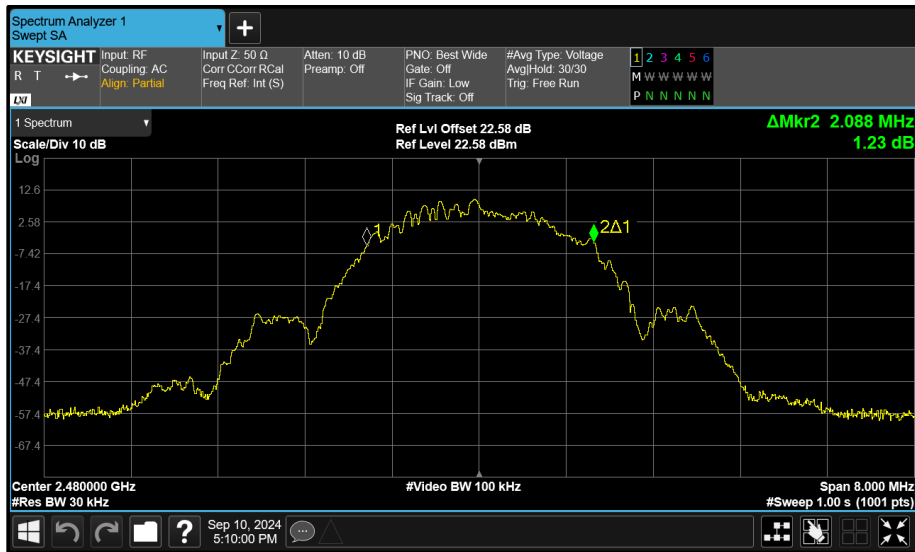 Spectrum Analyzer 1
Swept SA
KEYSIGHT
R T
LXI
Input: RF
Coupling: AC
Align: Partial
Input Z: 50 Ω
Corr CCorr RCal
Freq Ref: Int (S)
Atten: 10 dB
Preamp: Off
PNO: Best Wide
Gate: Off
IF Gain: Low
Sig Track: Off
#Avg Type: Voltage
Avg|Hold: 30/30
Trig: Free Run
1 2 3 4 5 6
M W W W W W
P N N N N N
1 Spectrum
Scale/Div 10 dB
Ref Lvl Offset 22.58 dB
Ref Level 22.58 dBm
ΔMkr2 2.088 MHz
1.23 dB
Log
12.6
2.58
-7.42
-17.4
-27.4
-37.4
-47.4
-57.4
-67.4
1
2Δ1
Center 2.480000 GHz
#Video BW 100 kHz
Span 8.000 MHz
#Res BW 30 kHz
#Sweep 1.00 s (1001 pts)
?
Sep 10, 2024
5:10:00 PM